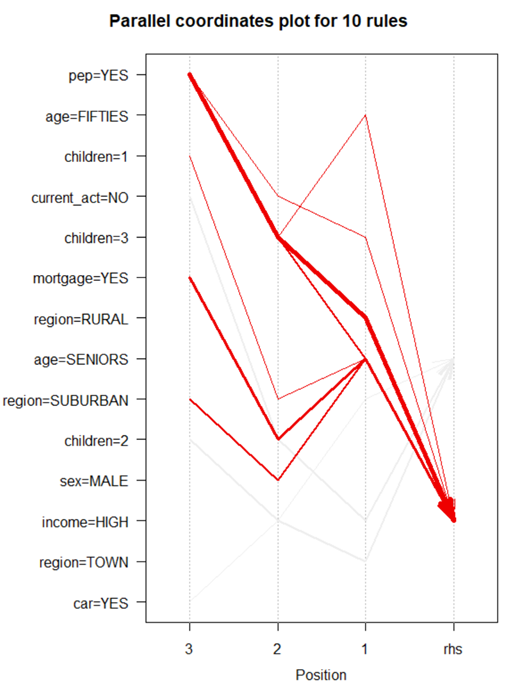 Parallel coordinates plot for 10 rules
pep=YES
age=FIFTIES
children=1
current_act=NO
children=3
mortgage=YES
region=RURAL
age=SENIORS
region=SUBURBAN
children=2
sex=MALE
income=HIGH
region=TOWN
car=YES
3 2 1 rhs
Position